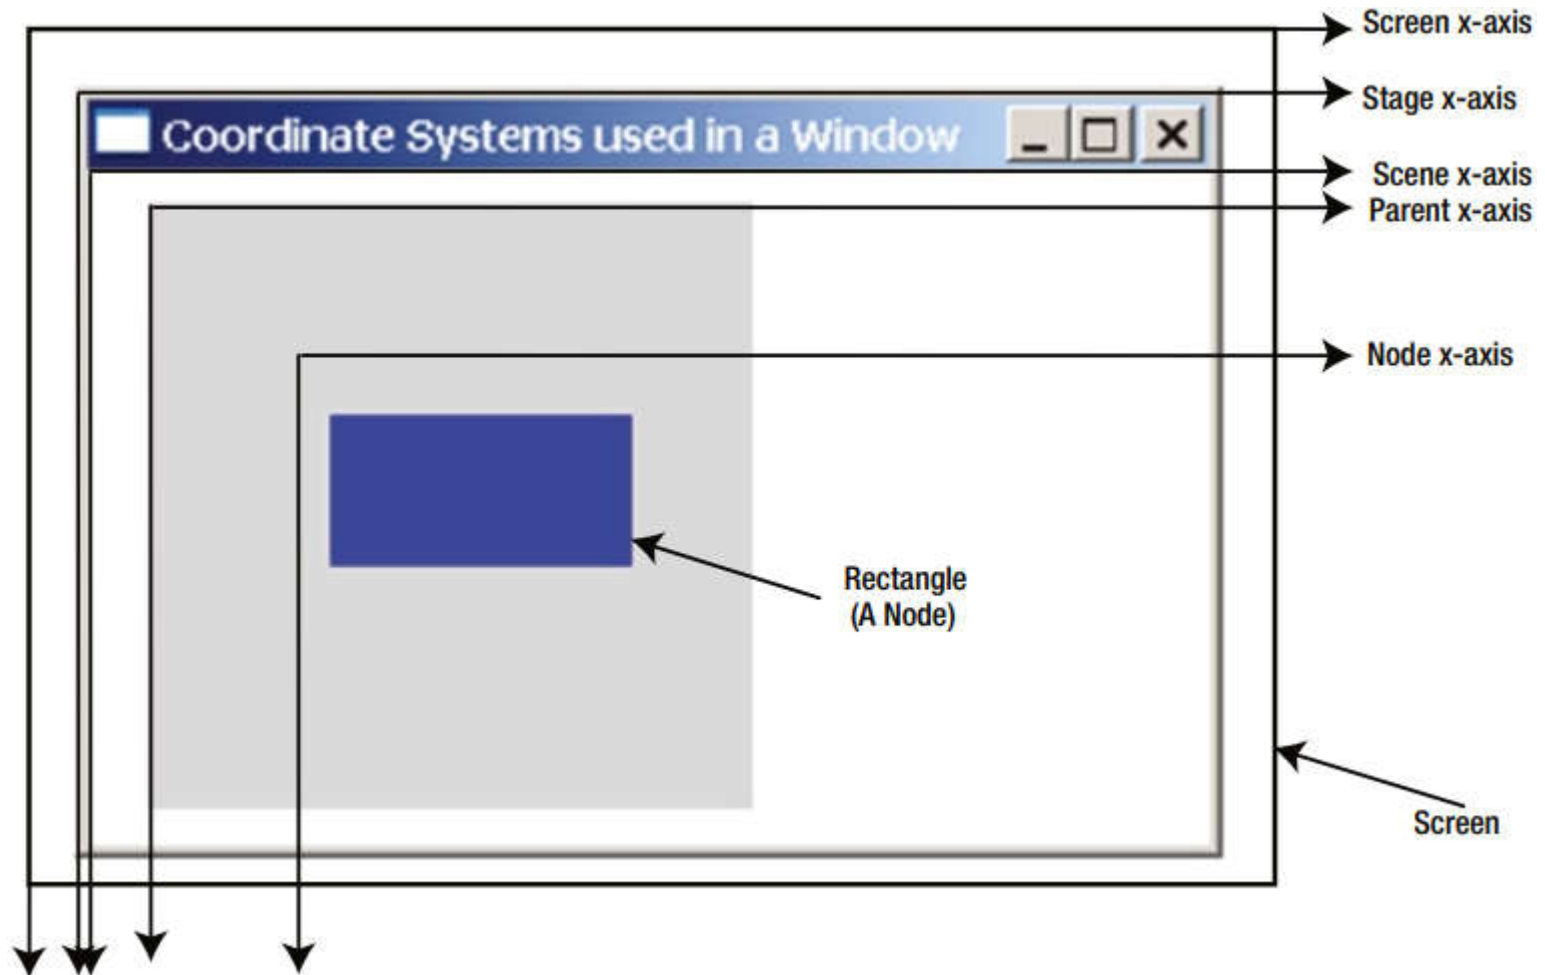 Screen x-axis
Stage x-axis
Coordinate Systems used in a Window
Scene x-axis
Parent x-axis
Node x-axis
Rectangle
(A Node)
Screen